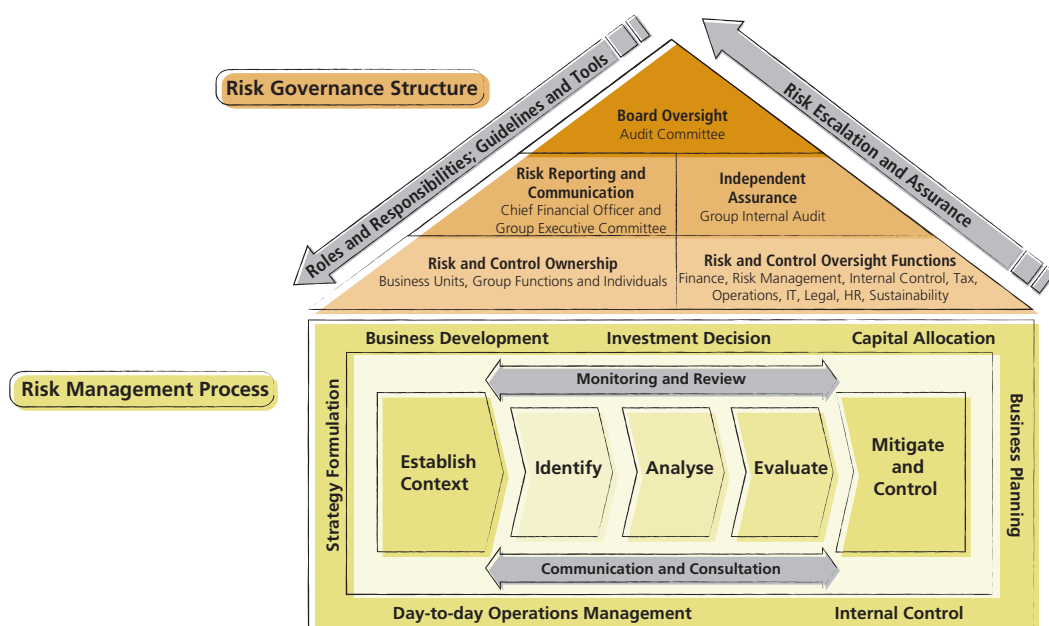 Risk Governance Structure
Roles and Responsibilities; Guidelines and Tools
Risk Escalation and Assurance
Board Oversight
Audit Committee
Risk Reporting and
Communication
Chief Financial Officer and
Group Executive Committee
Independent
Assurance
Group Internal Audit
Risk and Control Ownership
Business Units, Group Functions and Individuals
Risk and Control Oversight Functions
Finance, Risk Management, Internal Control, Tax,
Operations, IT, Legal, HR, Sustainability
Risk Management Process
Business Development
Investment Decision
Capital Allocation
Strategy Formulation
Monitoring and Review
Establish
Context
Identify
Analyse
Evaluate
Mitigate
and
Control
Communication and Consultation
Business Planning
Day-to-day Operations Management
Internal Control